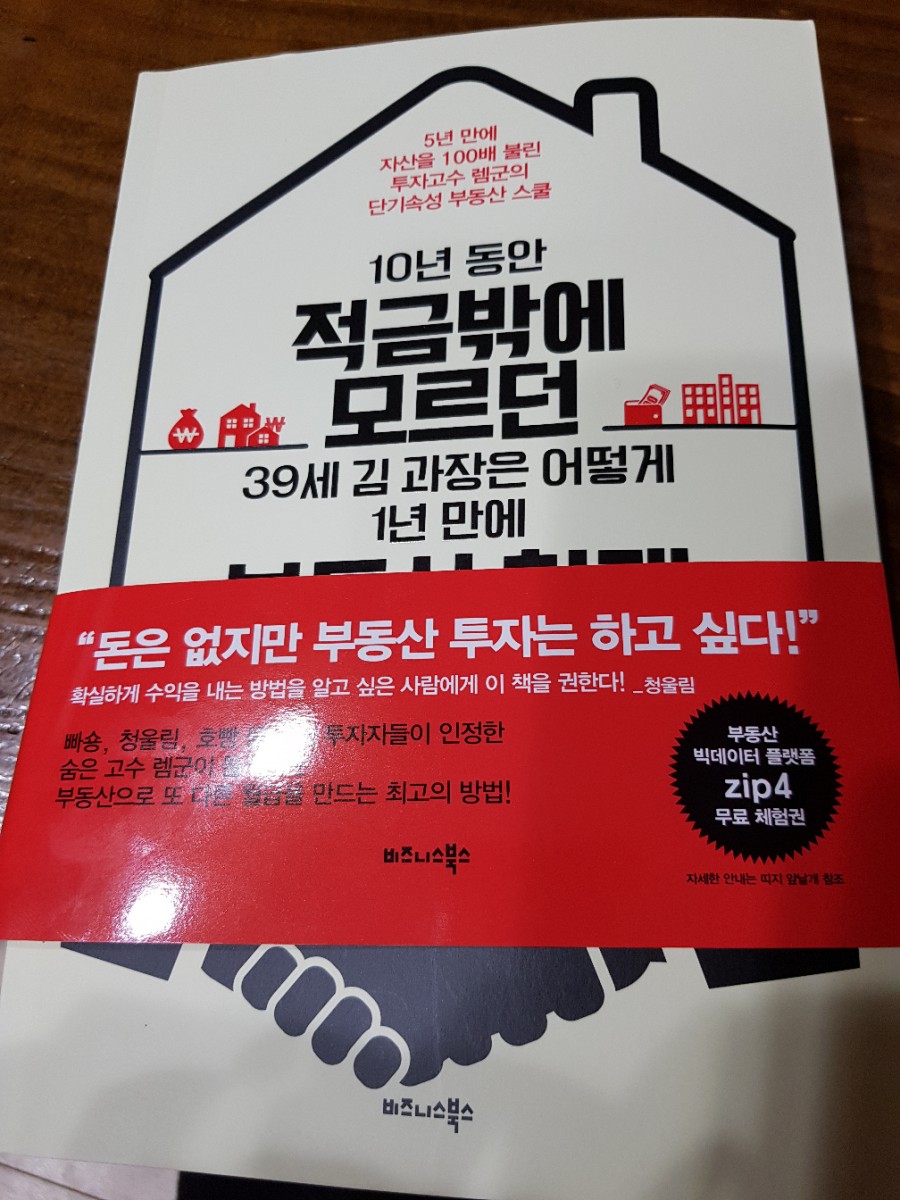 5년 만에
자산을 100배 불린
투자고수 렘군의
단기속성 부동산 스쿨
10년 동안
적금밖에
모르던
39세 김 과장은 어떻게
1년 만에
“돈은 없지만 부동산 투자는 하고 싶다!”
확실하게 수익을 내는 방법을 알고 싶은 사람에게 이 책을 권한다! _청울림
빠숑, 청울림, 호빵 투자자들이 인정한
숨은 고수 렘군이
부동산으로 또 다른 월급을 만드는 최고의 방법!
부동산
빅데이터 플랫폼
zip4
무료 체험권
비즈니스북스
자세한 안내는 띠지 앞날개 참조
₩
₩
비즈니스북스